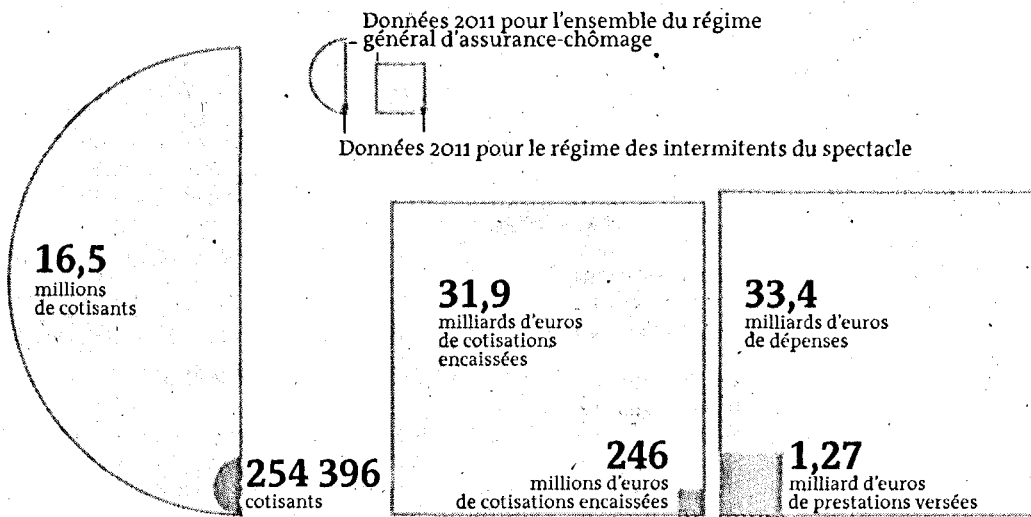 Données 2011 pour l'ensemble du régime
général d'assurance-chômage
Données 2011 pour le régime des intermitents du spectacle
16,5
millions
de cotisants
254 396
cotisants
31,9
milliards d'euros
de cotisations
encaissées
246
millions d'euros
de cotisations encaissées
33,4
milliards d'euros
de dépenses
1,27
milliard d'euros
de prestations versées